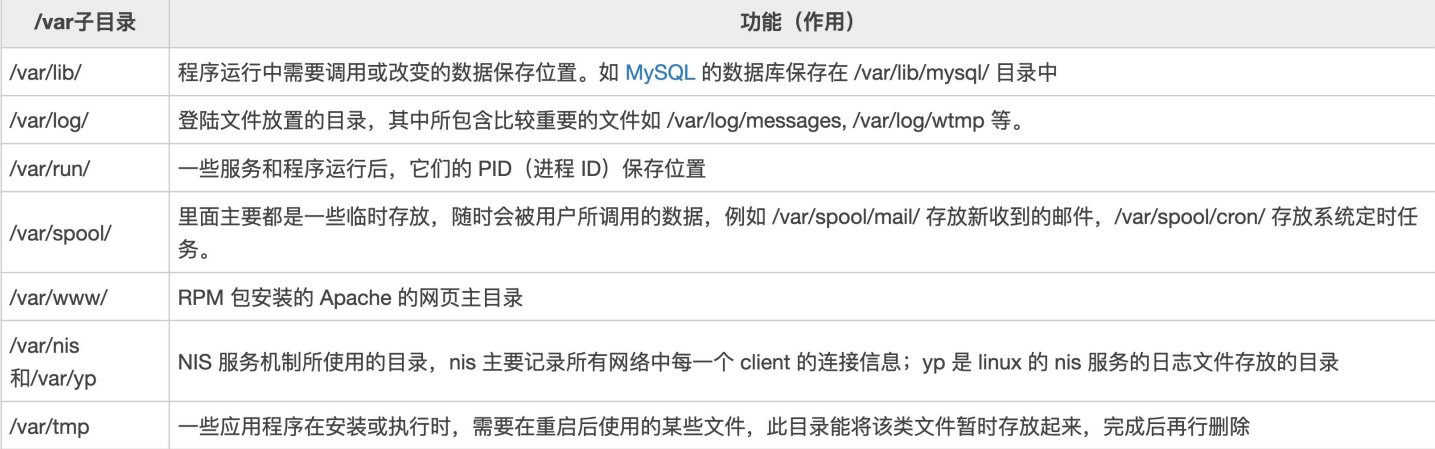 /var子目录 功能（作用）
/var/lib/ 程序运行中需要调用或改变的数据保存位置。如 MySQL 的数据库保存在 /var/lib/mysql/ 目录中
/var/log/ 登陆文件放置的目录，其中所包含比较重要的文件如 /var/log/messages, /var/log/wtmp 等。
/var/run/ 一些服务和程序运行后，它们的 PID（进程 ID）保存位置
/var/spool/ 里面主要都是一些临时存放，随时会被用户所调用的数据，例如 /var/spool/mail/ 存放新收到的邮件，/var/spool/cron/ 存放系统定时任
务。
/var/www/ RPM 包安装的 Apache 的网页主目录
/var/nis
和/var/yp
NIS 服务机制所使用的目录，nis 主要记录所有网络中每一个 client 的连接信息；yp 是 linux 的 nis 服务的日志文件存放的目录
/var/tmp 一些应用程序在安装或执行时，需要在重启后使用的某些文件，此目录能将该类文件暂时存放起来，完成后再行删除